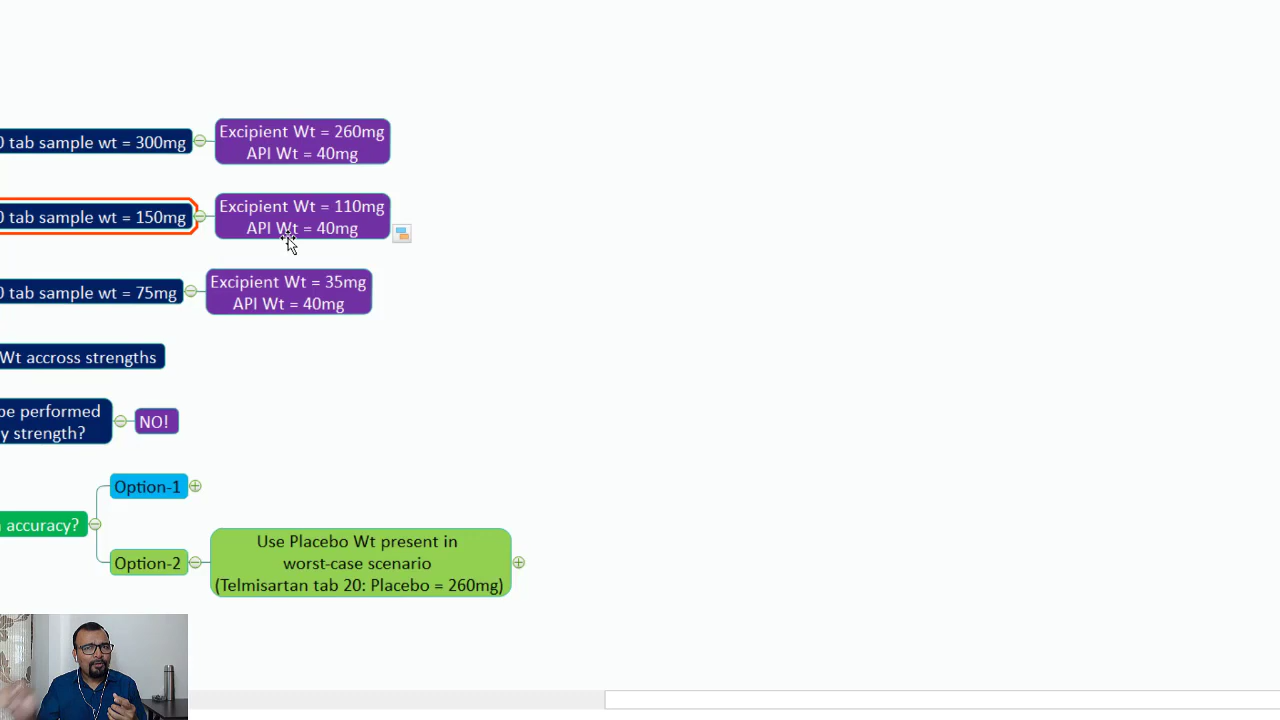 0 tab sample wt = 300mg
Excipient Wt = 260mg
API Wt = 40mg
0 tab sample wt = 150mg
Excipient Wt = 110mg
API Wt = 40mg
0 tab sample wt = 75mg
Excipient Wt = 35mg
API Wt = 40mg
Wt accross strengths
be performed
y strength?
NO!
Option-1
accuracy?
Option-2
Use Placebo Wt present in
worst-case scenario
(Telmisartan tab 20: Placebo = 260mg)